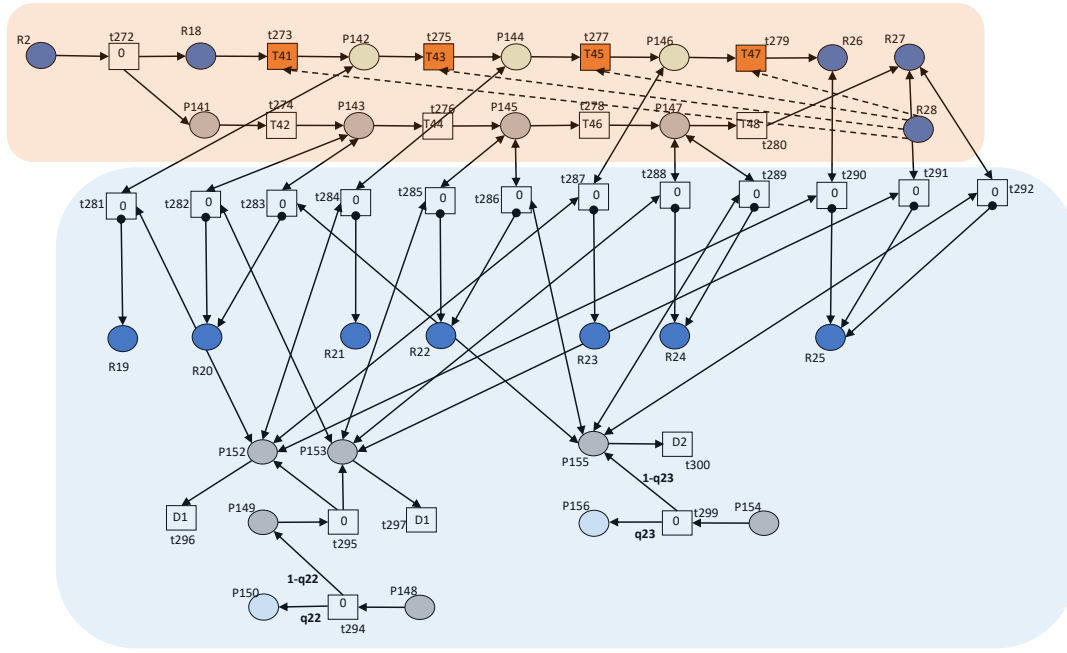 R2
t272
0
R18
t273
T41
P142
t275
T43
P144
t277
T45
P146
t279
T47
R26
R27
P141
t274
T42
P143
t276
T44
P145
t278
T46
P147
T48
t280
R28
t281
0
t282
0
t283
0
t284
0
t285
0
t286
0
t287
0
t288
0
t289
0
t290
0
t291
0
t292
0
R19
R20
R21
R22
R23
R24
R25
P152
P153
P155
D2
t300
1-q23
D1
t296
P149
0
t295
t297
D1
P156
q23
0
t299
P154
1-q22
P150
q22
0
t294
P148